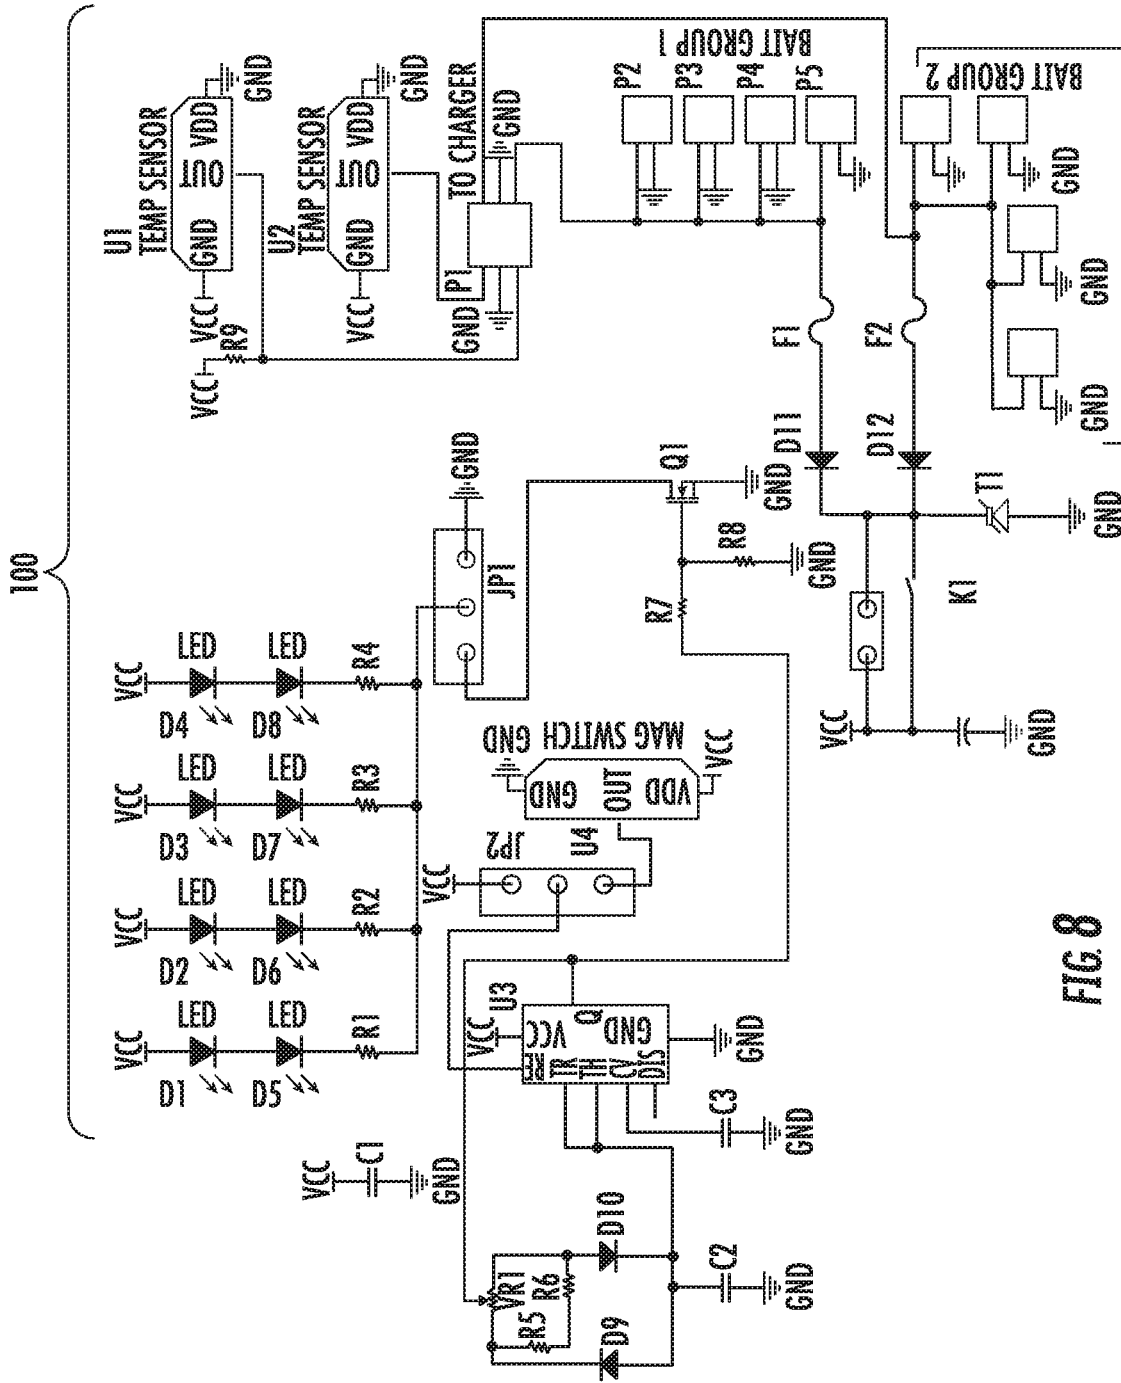 100
VCC
VCC
VCC
VCC
LED
LED
LED
LED
D1
D2
D3
D4
LED
LED
LED
LED
D5
D6
D7
D8
R1
R2
R3
R4
U1
TEMP SENSOR
GND
OUT
VDD
GND
VCC
VCC
R9
U2
TEMP SENSOR
GND
OUT
VDD
GND
VCC
TO CHARGER
P1
GND
GND
JP1
GND
VCC
C1
GND
VCC
JP2
U4
MAG SWITCH
GND
GND
OUT
VDD
VCC
U3
VCC
VCC
RE
TR
TH
CV
DIS
Q
GND
GND
C3
GND
VR1
R5
R6
D9
D10
C2
GND
R7
R8
GND
Q1
GND
P2
P3
P4
P5
BAIT GROUP 1
BAIT GROUP 2
GND
GND
GND
F1
F2
D11
D12
T1
GND
K1
VCC
GND
FIG. 8